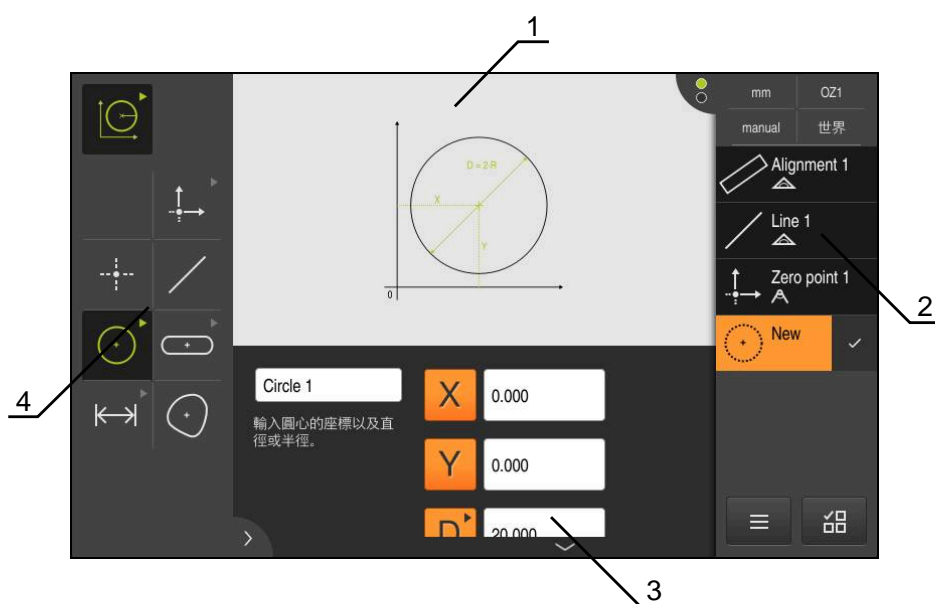 1
mm OZ1
manual 世界
Alignment 1
D=2R
X
Y
0
Line 1
Zero point 1
2
New
4
Circle 1
輸入圓心的座標以及直
徑或半徑。
X 0.000
Y 0.000
D 20.000
3